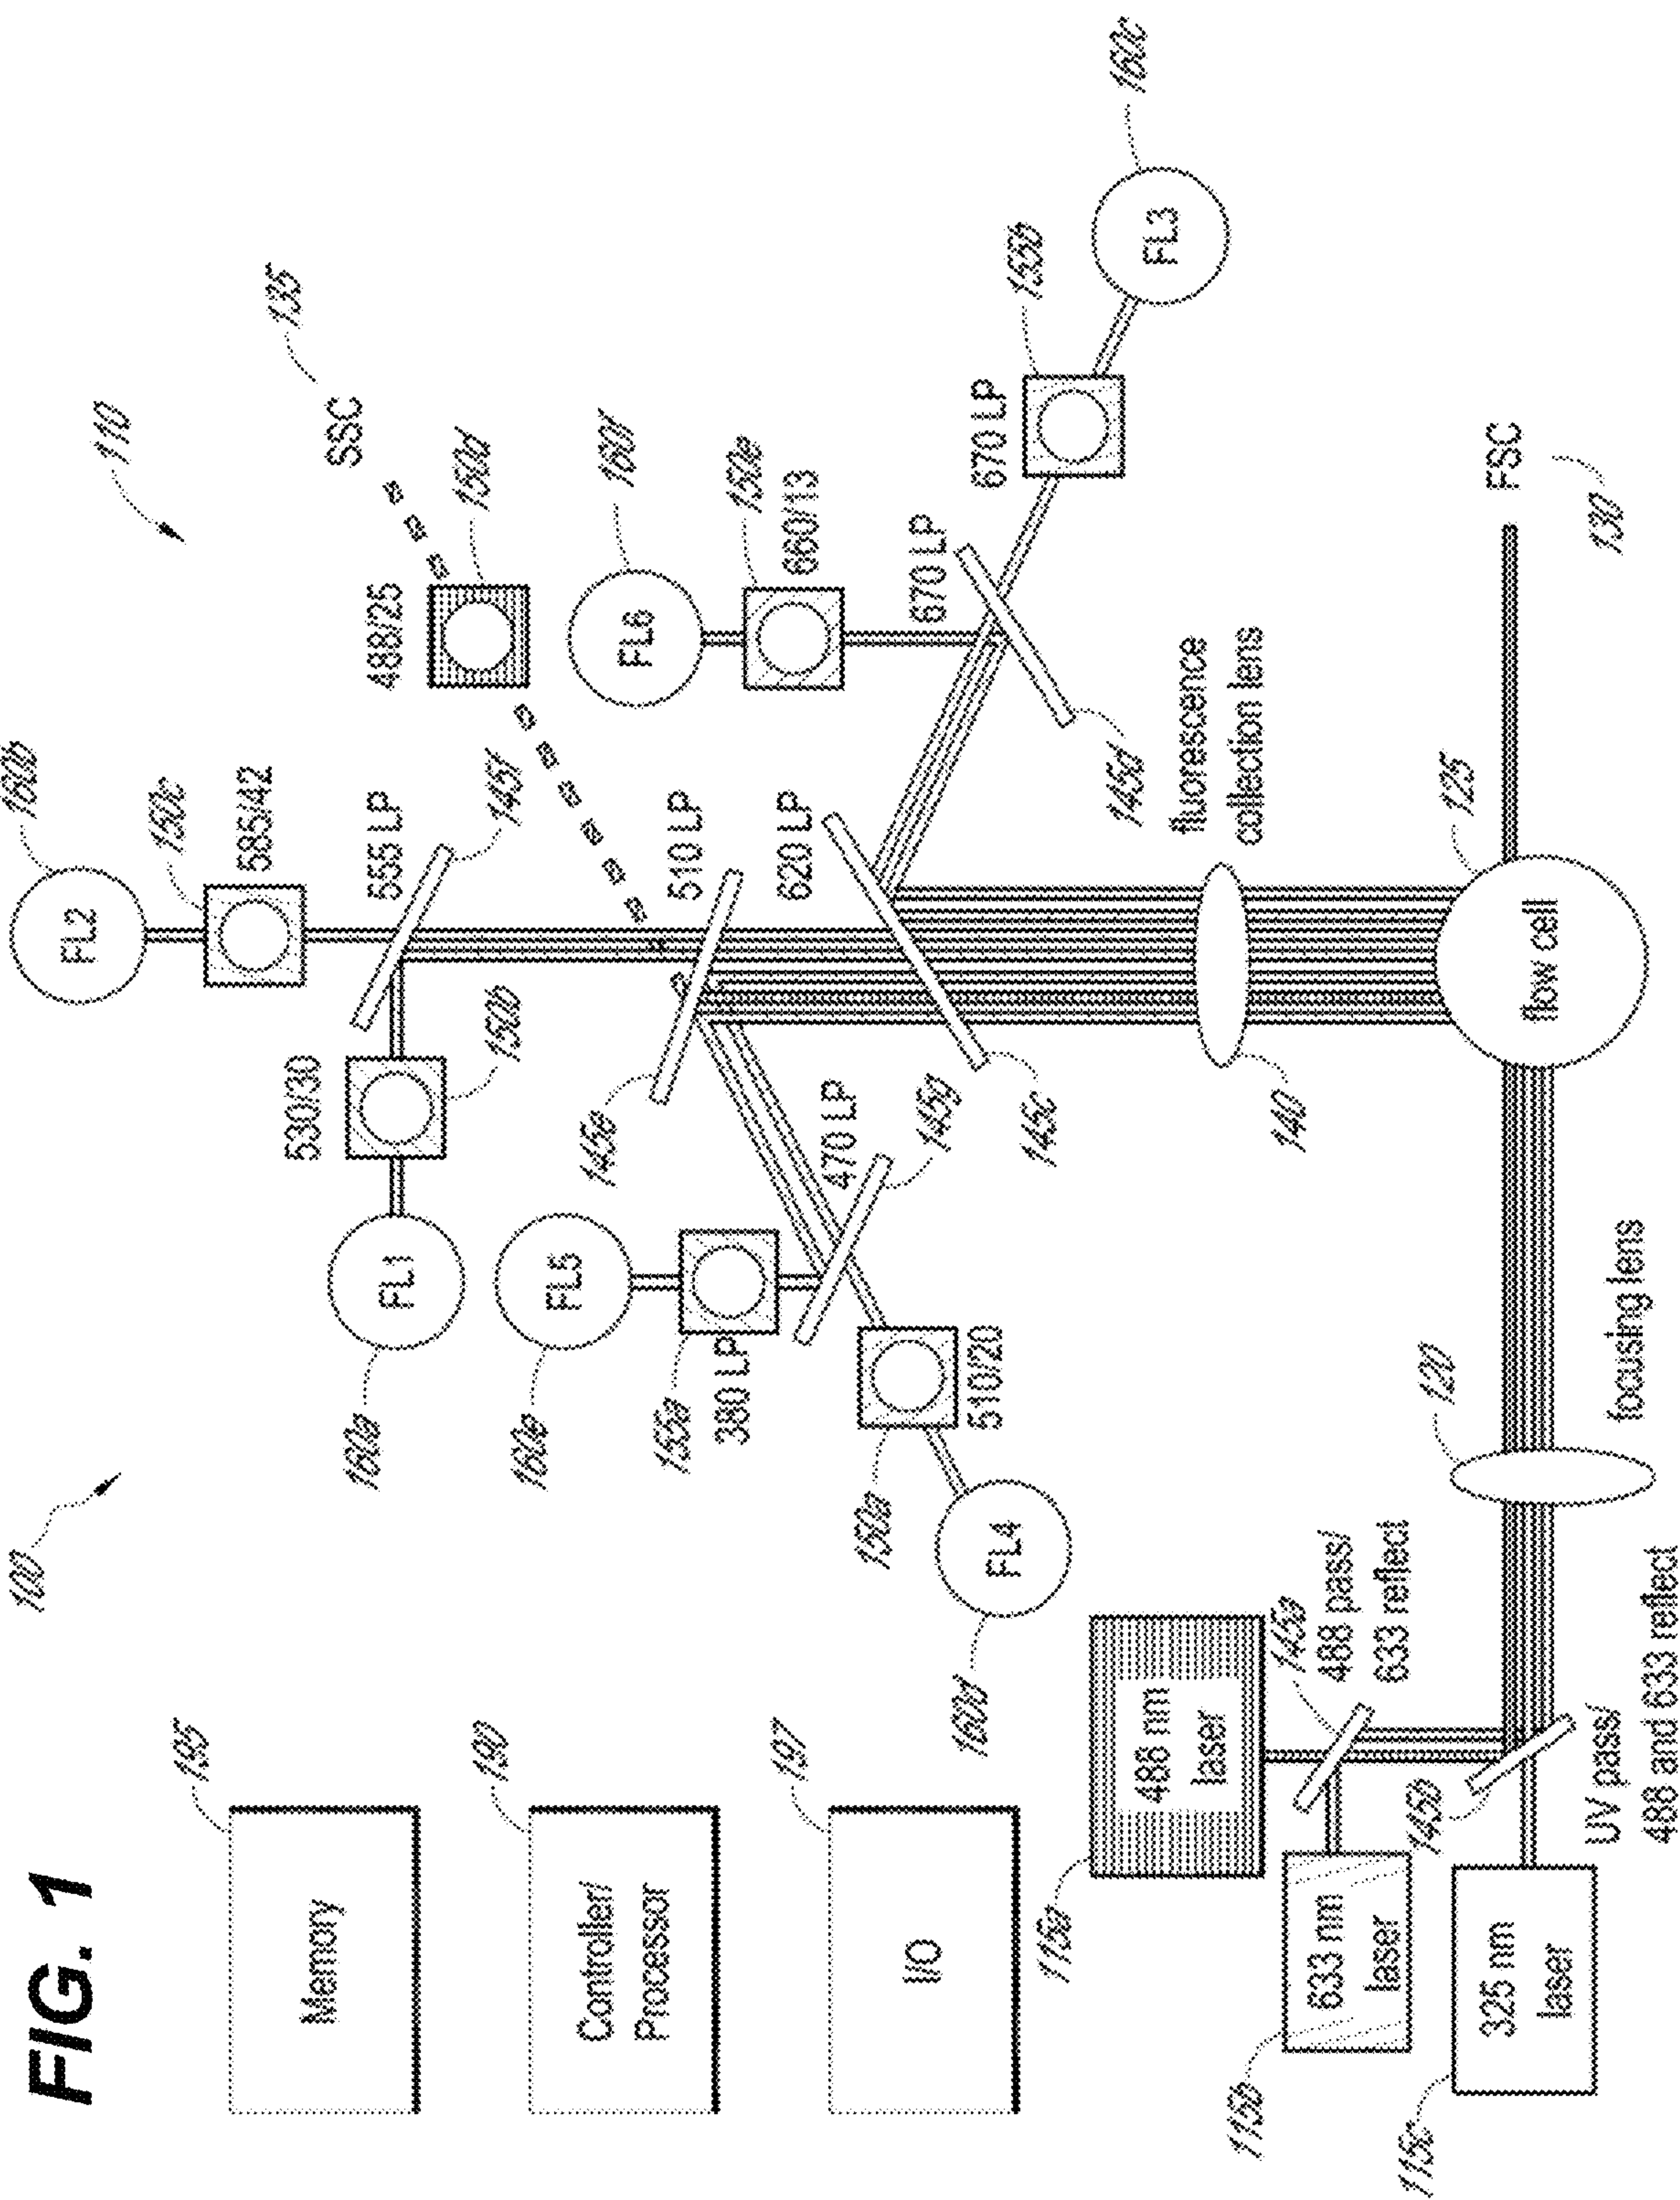 FIG. 1
100
110
Memory
195
Controller/
Processor
190
I/O
197
FL2
160b
150c
585/42
555 LP
145f
SSC
135
488/25
150d
530/30
150b
FL1
160a
FL5
160e
155a
380 LP
FL6
160f
150e
660/13
510 LP
145e
620 LP
145c
470 LP
145g
510/20
150a
FL4
160d
670 LP
145d
670 LP
155b
FL3
160c
fluorescence
collection lens
140
flow cell
125
FSC
130
focusing lens
120
488 nm
laser
115a
145a
488 pass/
633 reflect
633 nm
laser
115b
145b
325 nm
laser
115c
UV pass/
488 and 633 reflect